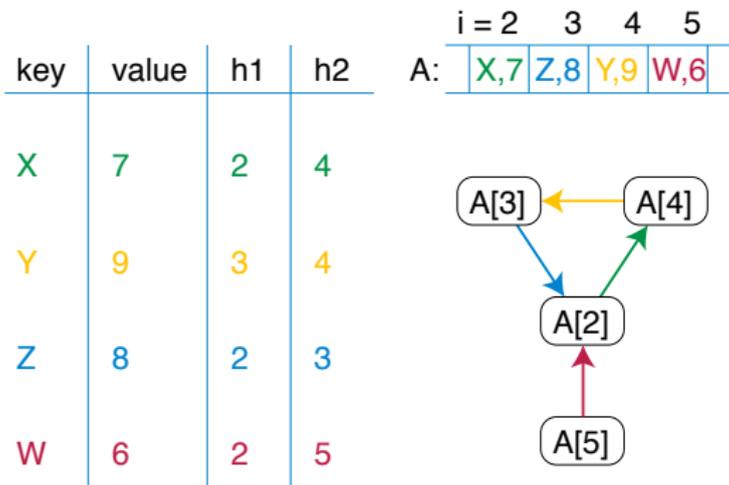 i = 2 3 4 5
key value h1 h2 A: X,7 Z,8 Y,9 W,6
X 7 2 4
A[3] A[4]
Y 9 3 4
A[2]
Z 8 2 3
W 6 2 5
A[5]